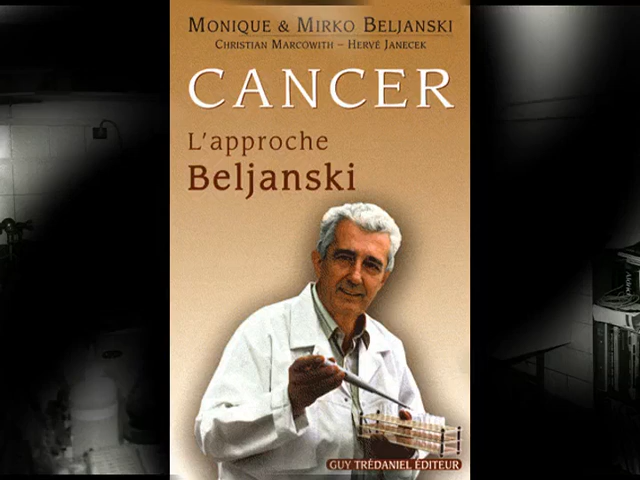 MONIQUE & MIRKO BELJANSKI
CHRISTIAN MARCOWITH – HERVÉ JANECEK
CANCER
L'approche
Beljanski
GUY TRÉDANIEL ÉDITEUR